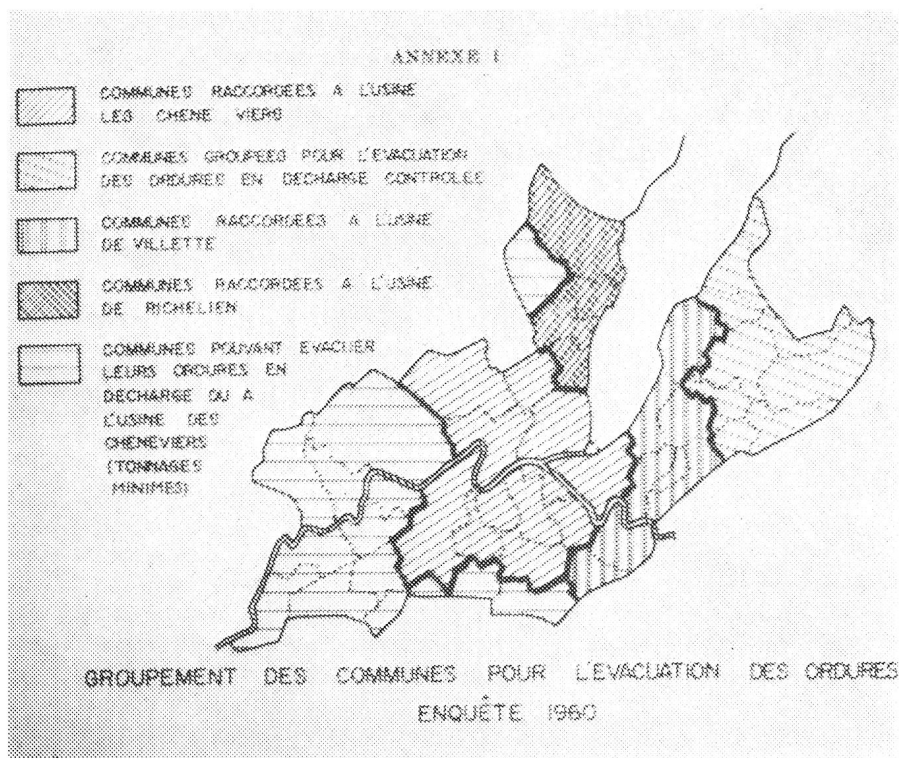 ANNEXE I
COMMUNES RACCORDEES A L'USINE
LES CHENE VIERS
COMMUNES GROUPEES POUR L'EVACUATION
DES ORDURES EN DECHARGE CONTROLEE
COMMUNES RACCORDEES A L'USINE
DE VILLETTE
COMMUNES RACCORDEES A L'USINE
DE RICHELIEN
COMMUNES POUVANT EVACUER
LEURS ORDURES EN
DECHARGE OU A
L'USINE DES
CHENEVIERS
(TONNAGES
MINIMES)
GROUPEMENT DES COMMUNES POUR L'EVACUATION DES ORDURES
ENQUÊTE 1960